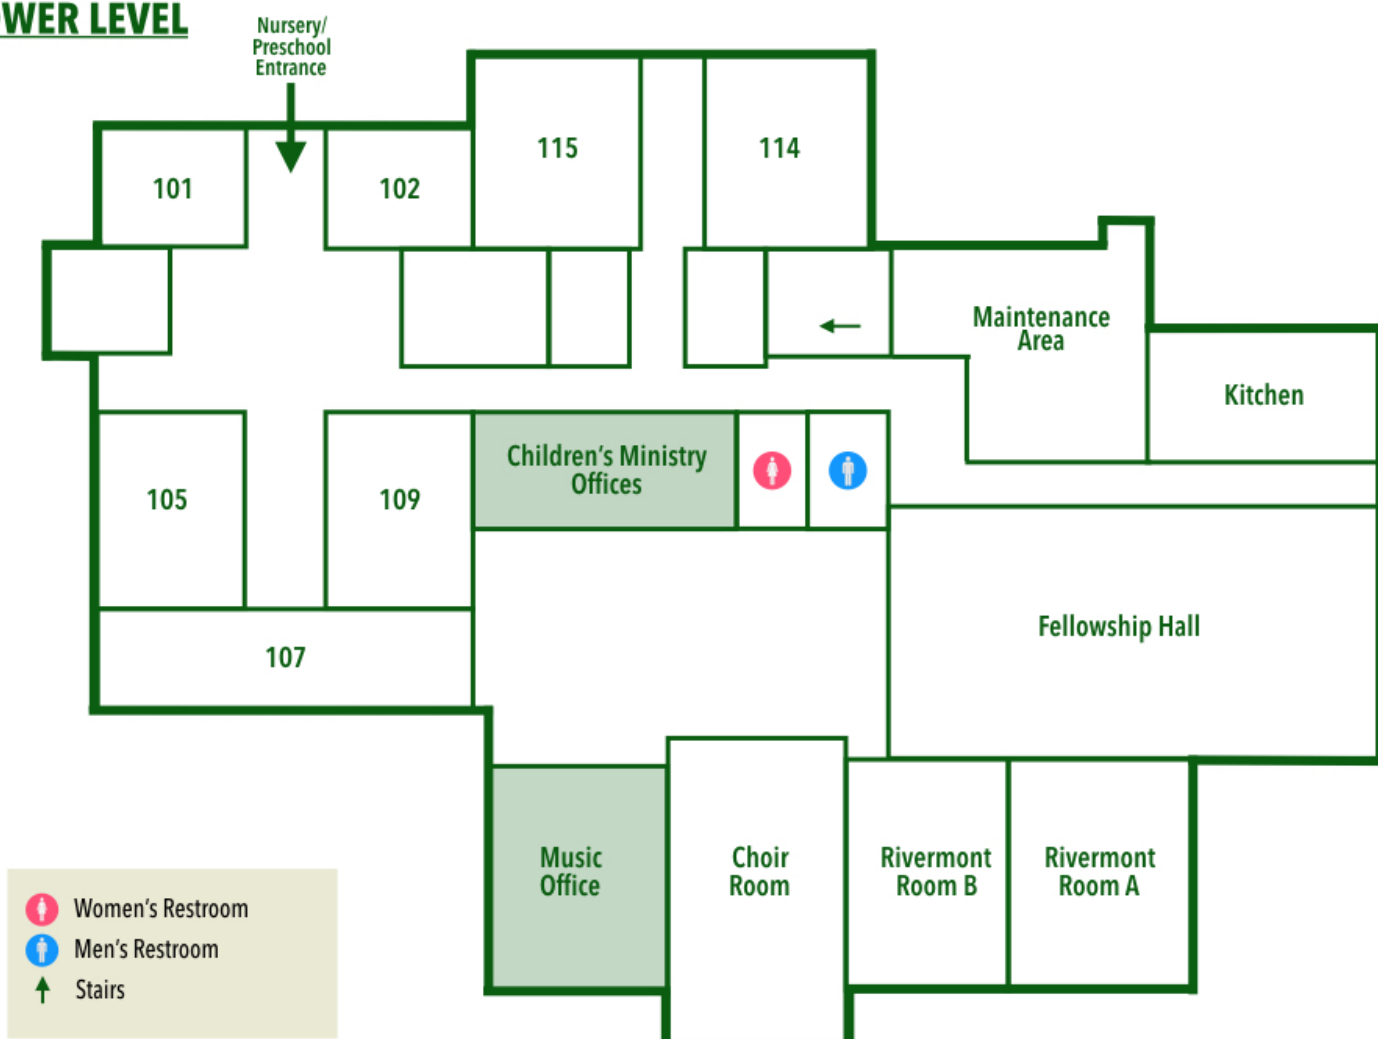 OWER LEVEL
Nursery/
Preschool
Entrance
115
114
101
102
Maintenance
Area
Kitchen
Children's Ministry
Offices
105
109
Fellowship Hall
107
Music
Office
Choir
Room
Rivermont
Room B
Rivermont
Room A
Women's Restroom
Men's Restroom
Stairs